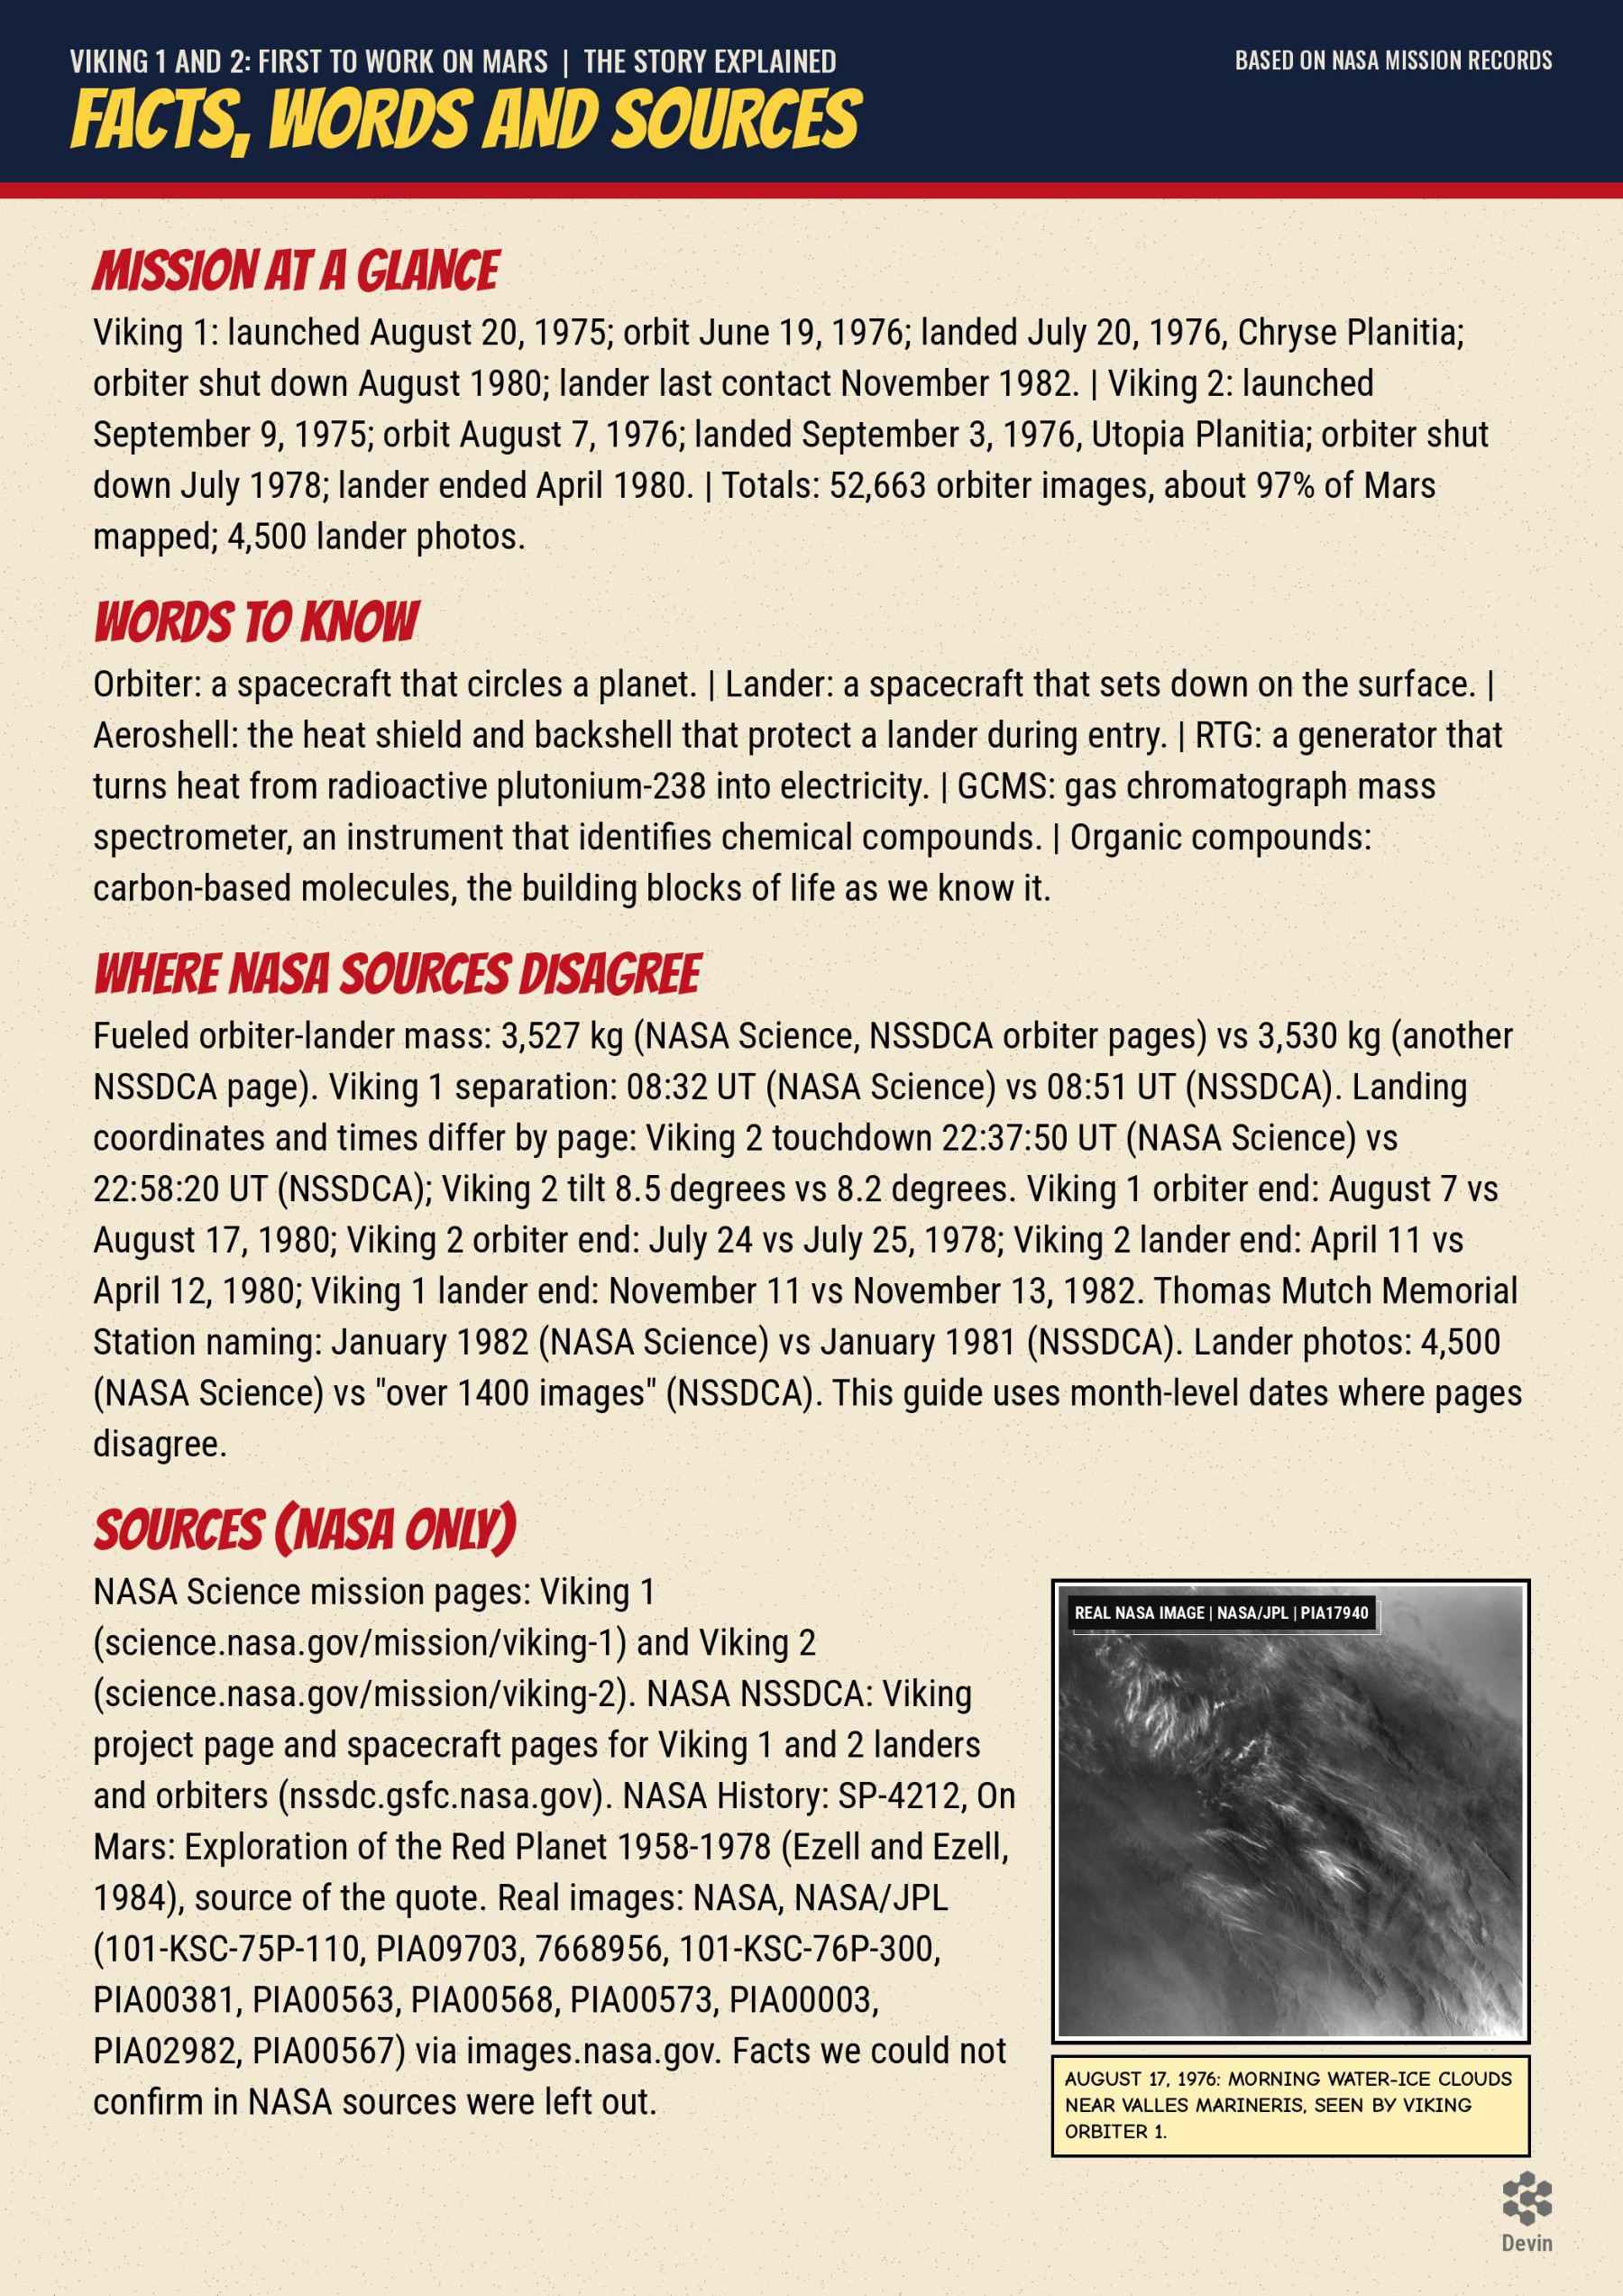 VIKING 1 AND 2: FIRST TO WORK ON MARS | THE STORY EXPLAINED
BASED ON NASA MISSION RECORDS
FACTS, WORDS AND SOURCES
MISSION AT A GLANCE
Viking 1: launched August 20, 1975; orbit June 19, 1976; landed July 20, 1976, Chryse Planitia;
orbiter shut down August 1980; lander last contact November 1982. | Viking 2: launched
September 9, 1975; orbit August 7, 1976; landed September 3, 1976, Utopia Planitia; orbiter shut
down July 1978; lander ended April 1980. | Totals: 52,663 orbiter images, about 97% of Mars
mapped; 4,500 lander photos.
WORDS TO KNOW
Orbiter: a spacecraft that circles a planet. | Lander: a spacecraft that sets down on the surface. |
Aeroshell: the heat shield and backshell that protect a lander during entry. | RTG: a generator that
turns heat from radioactive plutonium-238 into electricity. | GCMS: gas chromatograph mass
spectrometer, an instrument that identifies chemical compounds. | Organic compounds:
carbon-based molecules, the building blocks of life as we know it.
WHERE NASA SOURCES DISAGREE
Fueled orbiter-lander mass: 3,527 kg (NASA Science, NSSDCA orbiter pages) vs 3,530 kg (another
NSSDCA page). Viking 1 separation: 08:32 UT (NASA Science) vs 08:51 UT (NSSDCA). Landing
coordinates and times differ by page: Viking 2 touchdown 22:37:50 UT (NASA Science) vs
22:58:20 UT (NSSDCA); Viking 2 tilt 8.5 degrees vs 8.2 degrees. Viking 1 orbiter end: August 7 vs
August 17, 1980; Viking 2 orbiter end: July 24 vs July 25, 1978; Viking 2 lander end: April 11 vs
April 12, 1980; Viking 1 lander end: November 11 vs November 13, 1982. Thomas Mutch Memorial
Station naming: January 1982 (NASA Science) vs January 1981 (NSSDCA). Lander photos: 4,500
(NASA Science) vs "over 1400 images" (NSSDCA). This guide uses month-level dates where pages
disagree.
SOURCES (NASA ONLY)
NASA Science mission pages: Viking 1
(science.nasa.gov/mission/viking-1) and Viking 2
(science.nasa.gov/mission/viking-2). NASA NSSDCA: Viking
project page and spacecraft pages for Viking 1 and 2 landers
and orbiters (nssdc.gsfc.nasa.gov). NASA History: SP-4212, On
Mars: Exploration of the Red Planet 1958-1978 (Ezell and Ezell,
1984), source of the quote. Real images: NASA, NASA/JPL
(101-KSC-75P-110, PIA09703, 7668956, 101-KSC-76P-300,
PIA00381, PIA00563, PIA00568, PIA00573, PIA00003,
PIA02982, PIA00567) via images.nasa.gov. Facts we could not
confirm in NASA sources were left out.
REAL NASA IMAGE | NASA/JPL | PIA17940
AUGUST 17, 1976: MORNING WATER-ICE CLOUDS
NEAR VALLES MARINERIS, SEEN BY VIKING
ORBITER 1.
Devin